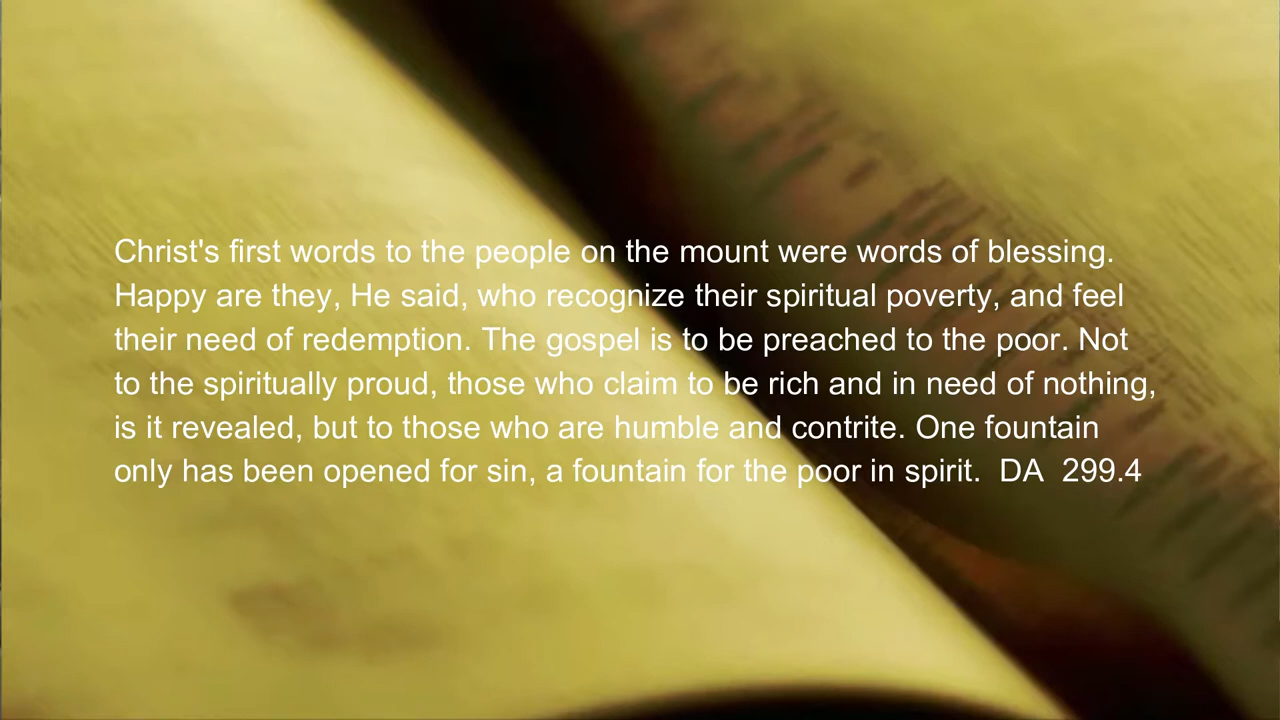 Christ's first words to the people on the mount were words of blessing.
Happy are they, He said, who recognize their spiritual poverty, and feel
their need of redemption. The gospel is to be preached to the poor. Not
to the spiritually proud, those who claim to be rich and in need of nothing,
is it revealed, but to those who are humble and contrite. One fountain
only has been opened for sin, a fountain for the poor in spirit.  DA  299.4